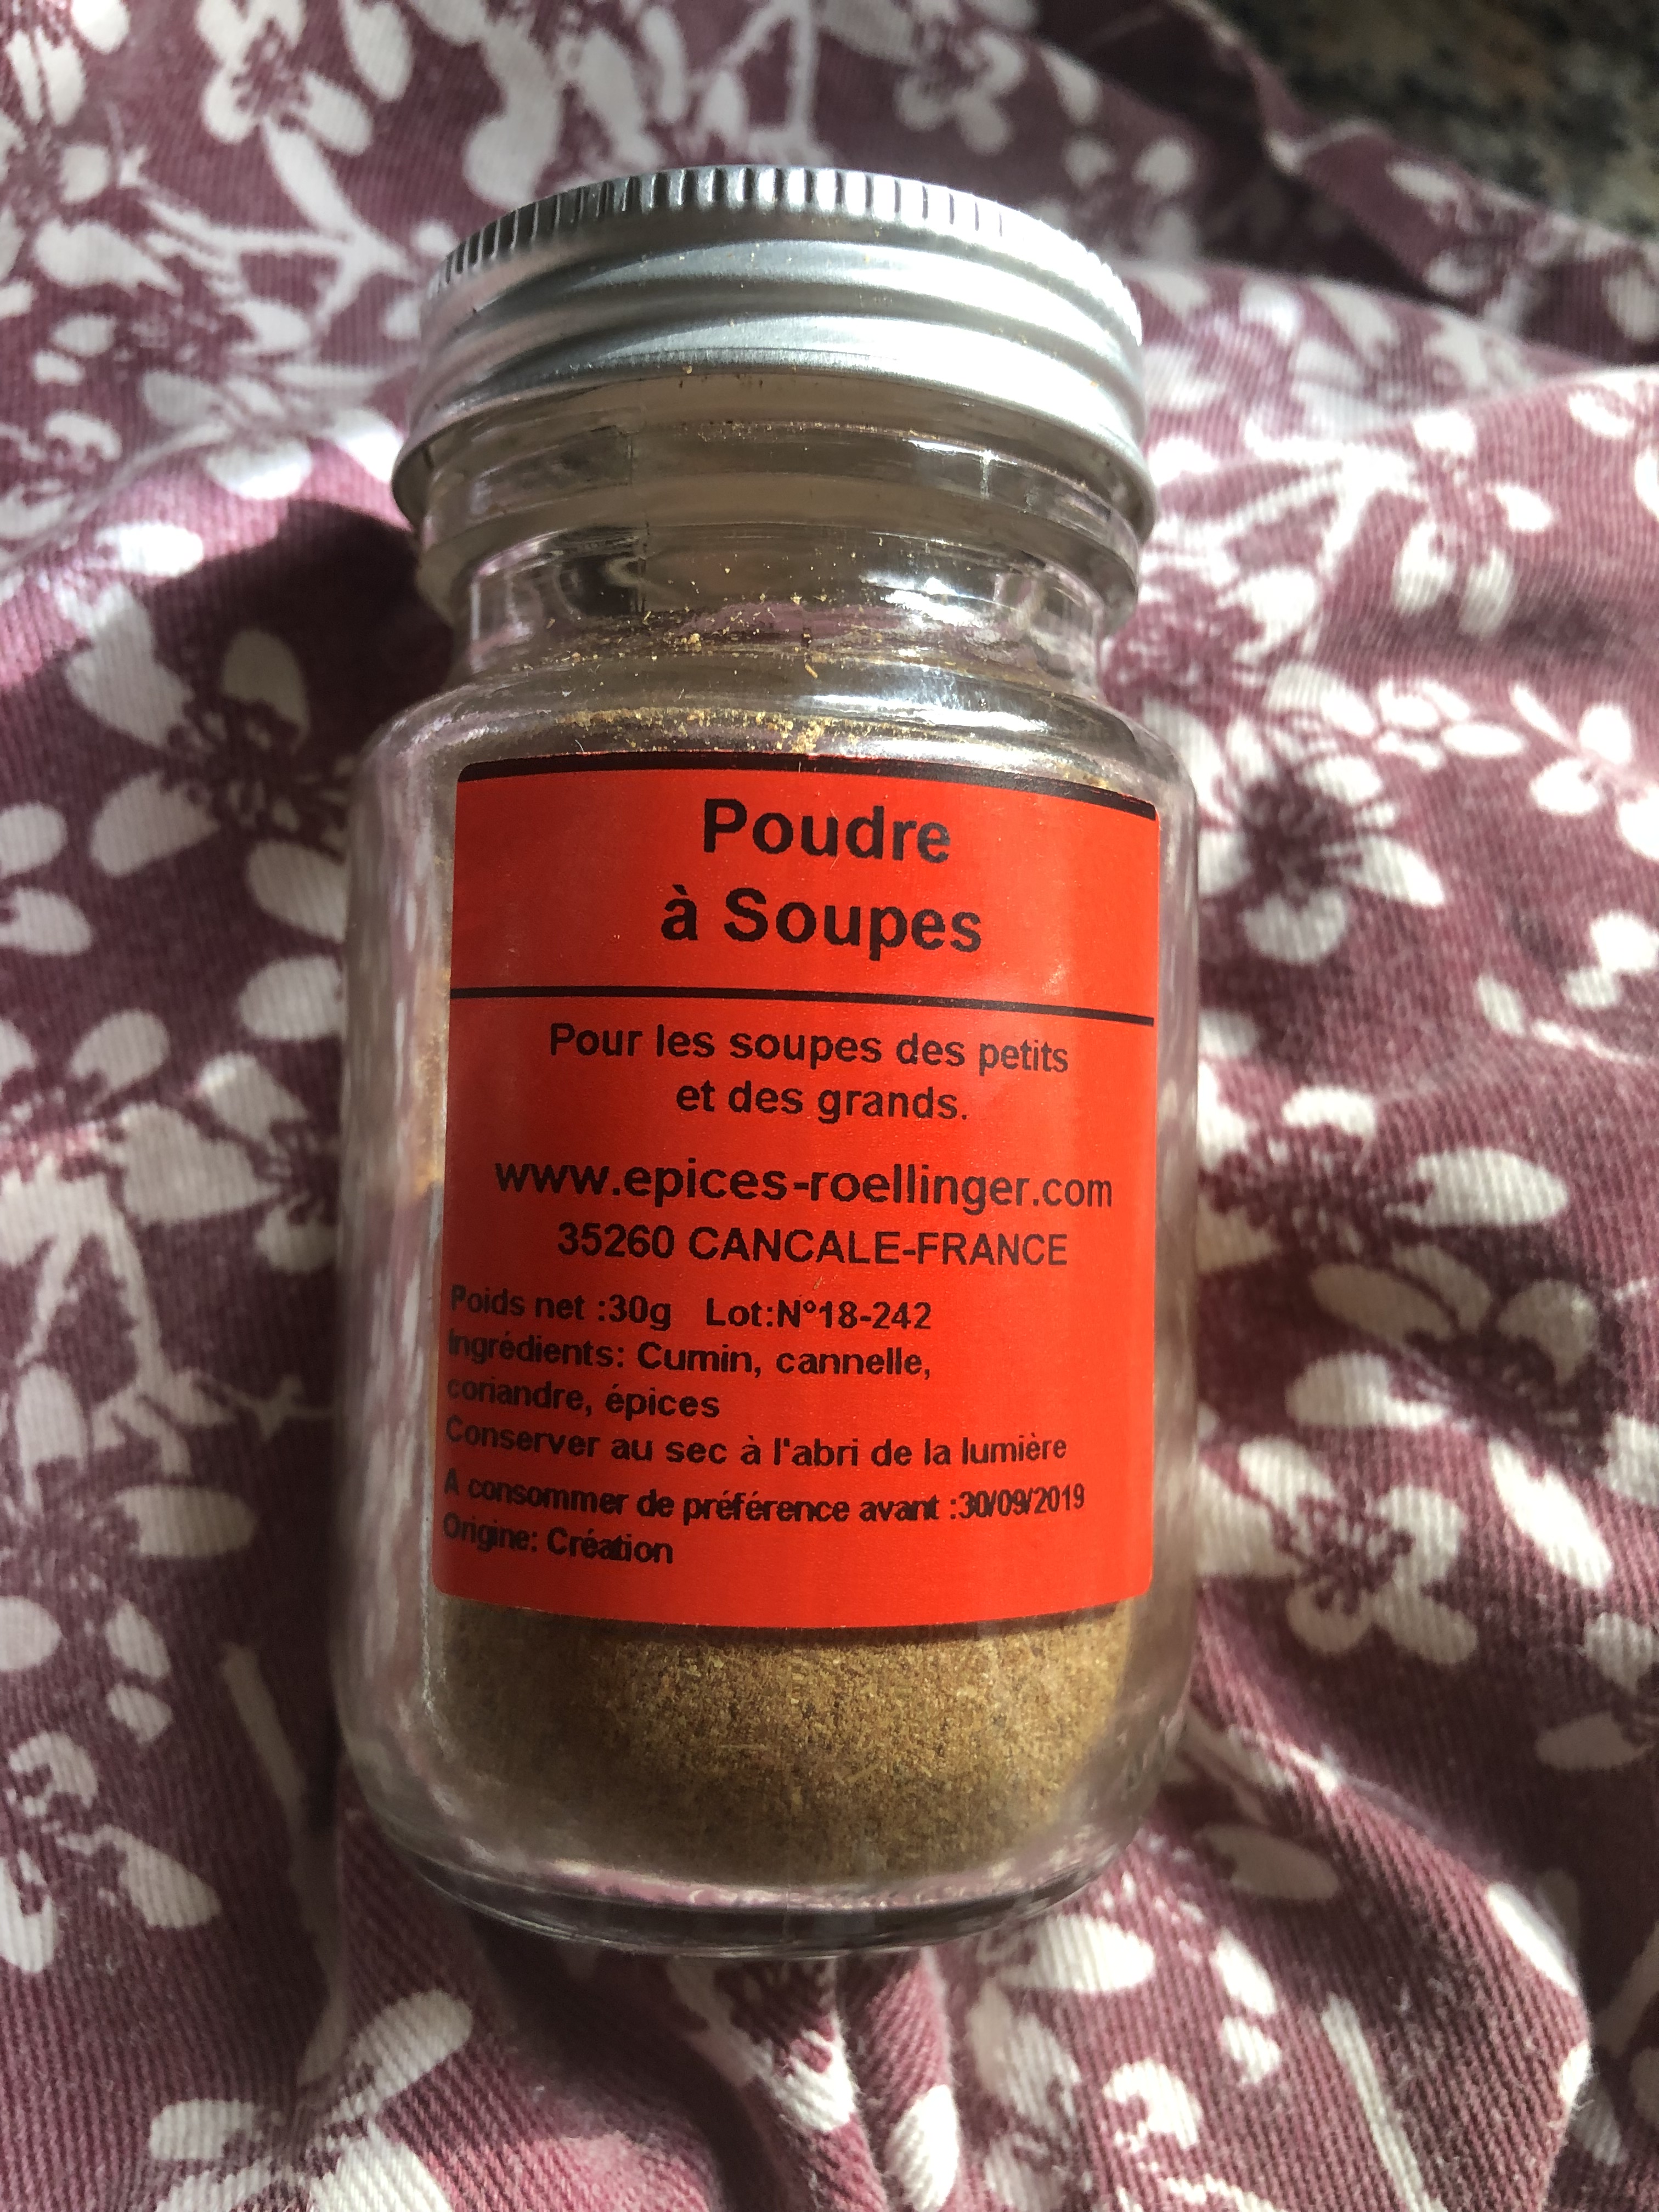 Poudre
à Soupes
Pour les soupes des petits
et des grands.
www.epices-roellinger.com
35260 CANCALE-FRANCE
Poids net :30g Lot:N°18-242
Ingrédients: Cumin, cannelle,
coriandre, épices
Conserver au sec à l'abri de la lumière
A consommer de préférence avant :30/09/2019
Origine: Création